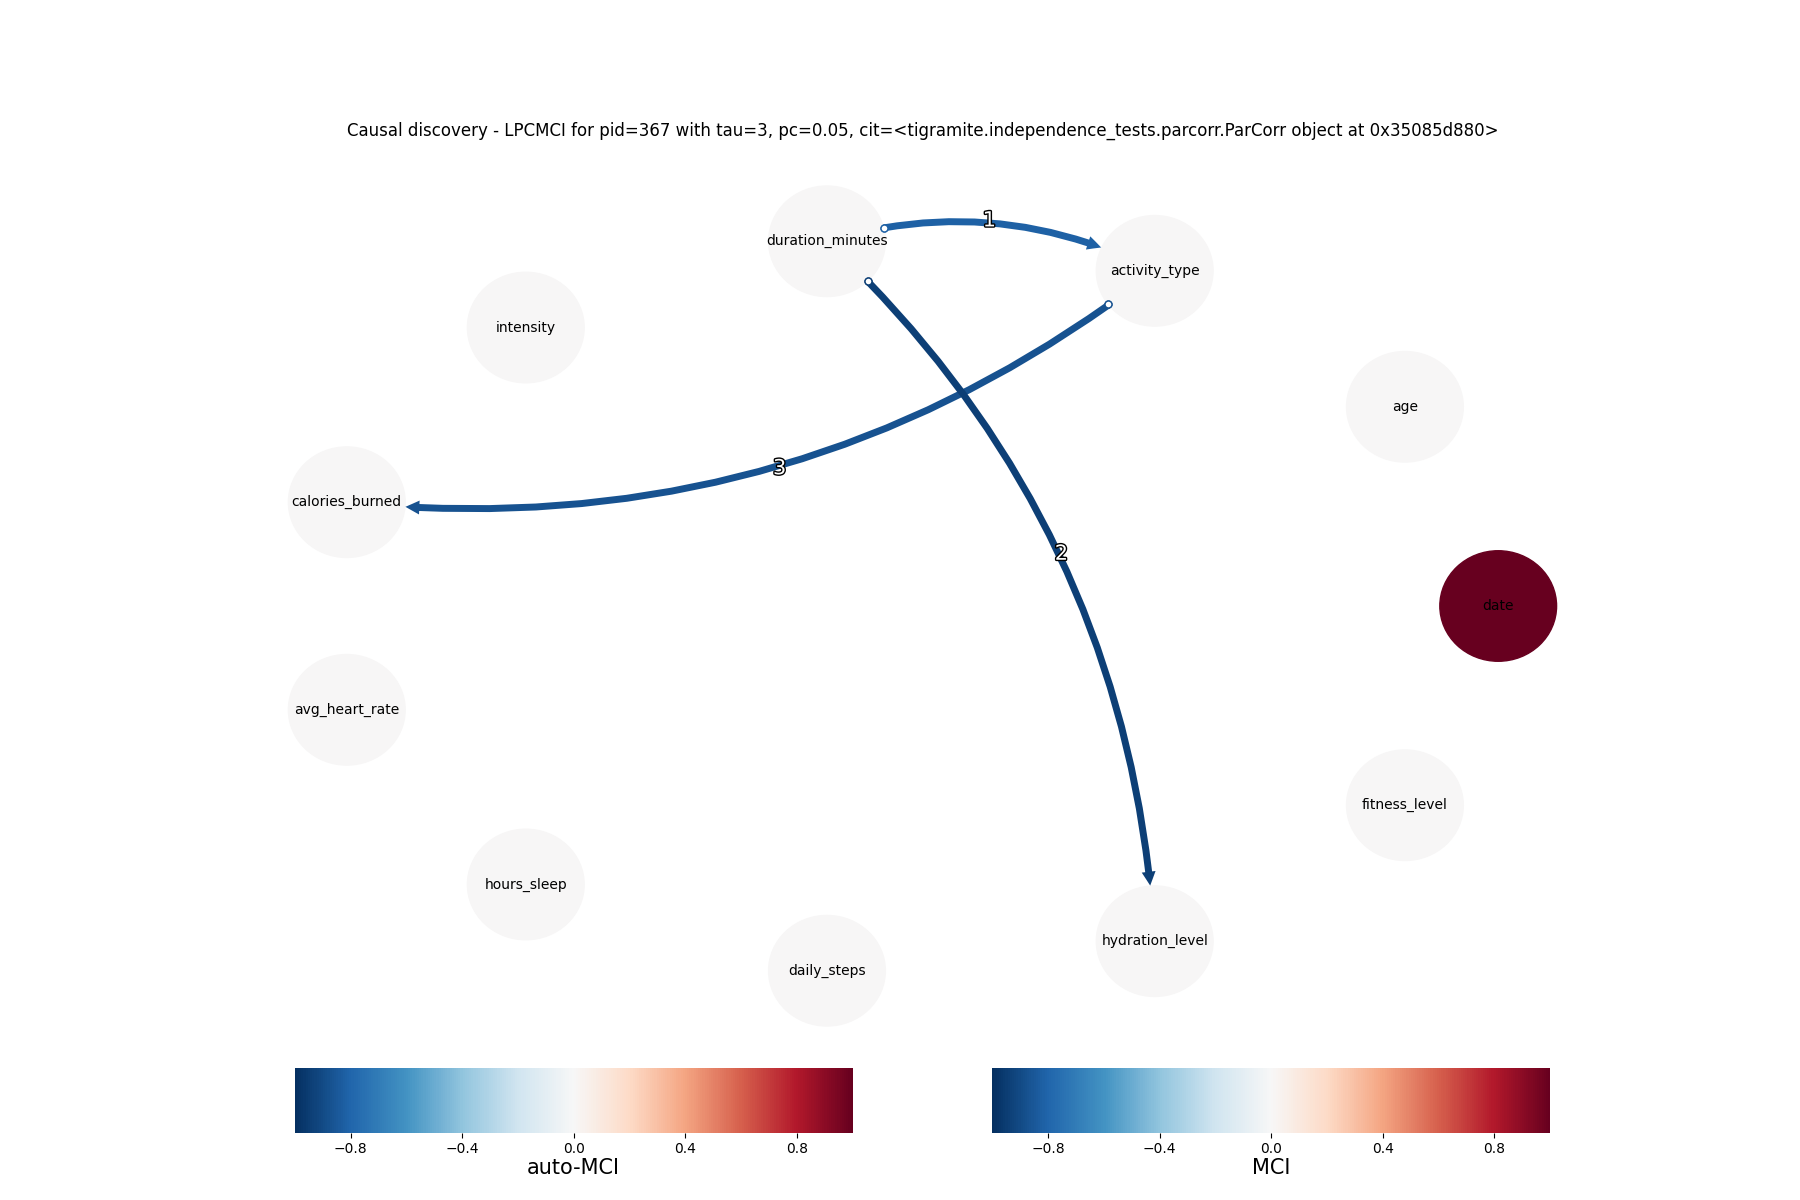 Causal discovery - LPCMCI for pid=367 with tau=3, pc=0.05, cit=<tigramite.independence_tests.parcorr.ParCorr object at 0x35085d880>
duration_minutes
1
activity_type
intensity
age
3
calories_burned
2
date
avg_heart_rate
fitness_level
hours_sleep
hydration_level
daily_steps
−0.8 −0.4 0.0 0.4 0.8
auto-MCI
−0.8 −0.4 0.0 0.4 0.8
MCI